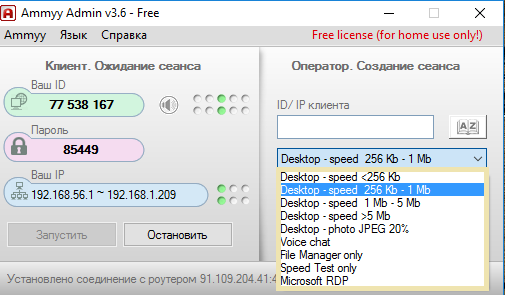 Ammyy Admin v3.6 - Free
Ammyy Язык Справка Free license (for home use only!)
Клиент. Ожидание сеанса
Ваш ID
77 538 167
Пароль
85449
Ваш IP
192.168.56.1 ~ 192.168.1.209
Запустить Остановить
Оператор. Создание сеанса
ID/ IP клиента
AZ
Desktop - speed 256 Kb - 1 Mb
Desktop - speed <256 Kb
Desktop - speed 256 Kb - 1 Mb
Desktop - speed 1 Mb - 5 Mb
Desktop - speed >5 Mb
Desktop - photo JPEG 20%
Voice chat
File Manager only
Speed Test only
Microsoft RDP
Установлено соединение с роутером 91.109.204.41:4